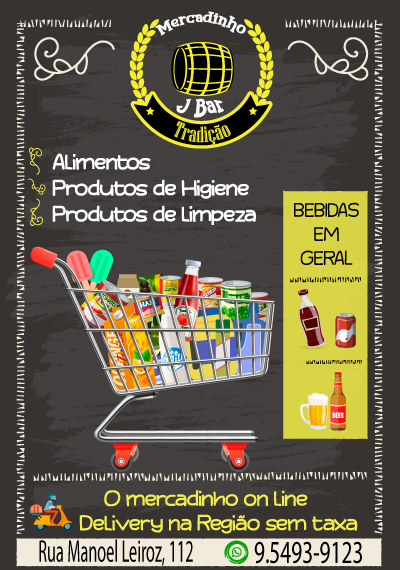 Mercadinho
J Bar
Tradição
Alimentos
Produtos de Higiene
Produtos de Limpeza
BEBIDAS
EM
GERAL
BEER
O mercadinho on Line
Delivery na Região sem taxa
Rua Manoel Leiroz, 112
9.5493-9123